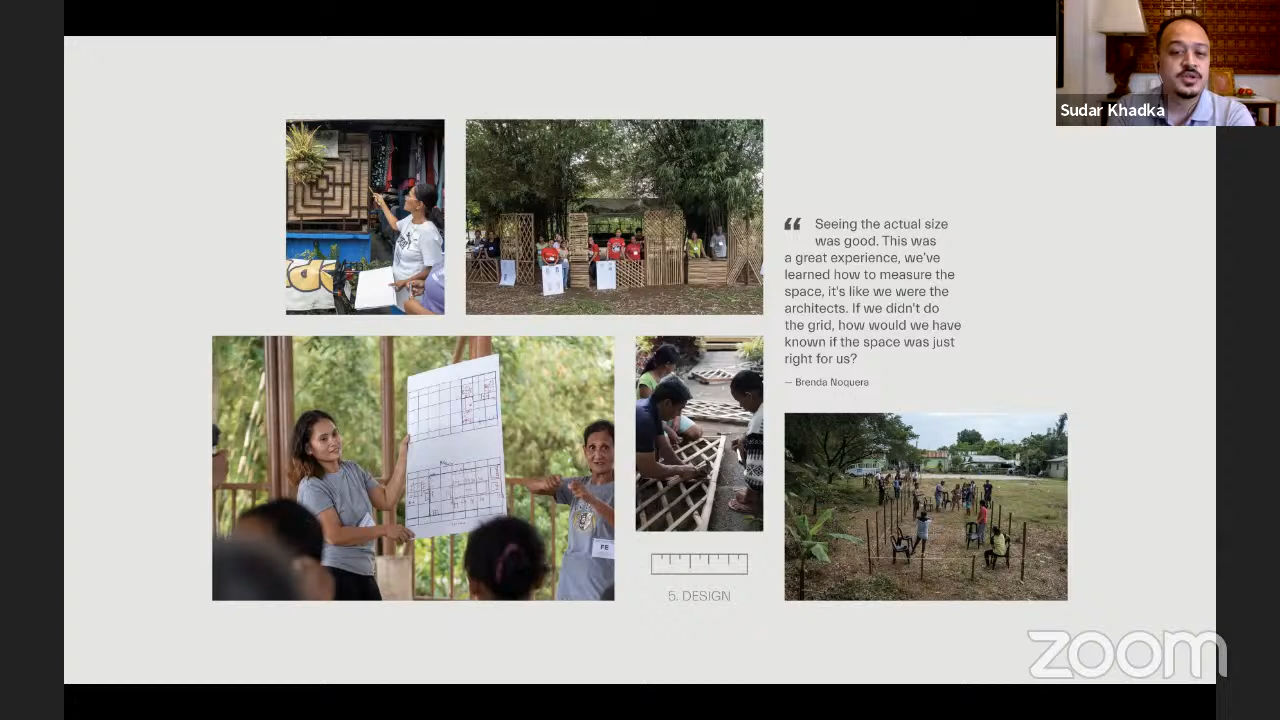 Sudar Khadka
“ Seeing the actual size
was good. This was
a great experience, we've
learned how to measure the
space, it's like we were the
architects. If we didn't do
the grid, how would we have
known if the space was just
right for us?
— Brenda Noquera
FE
5. DESIGN
zoom